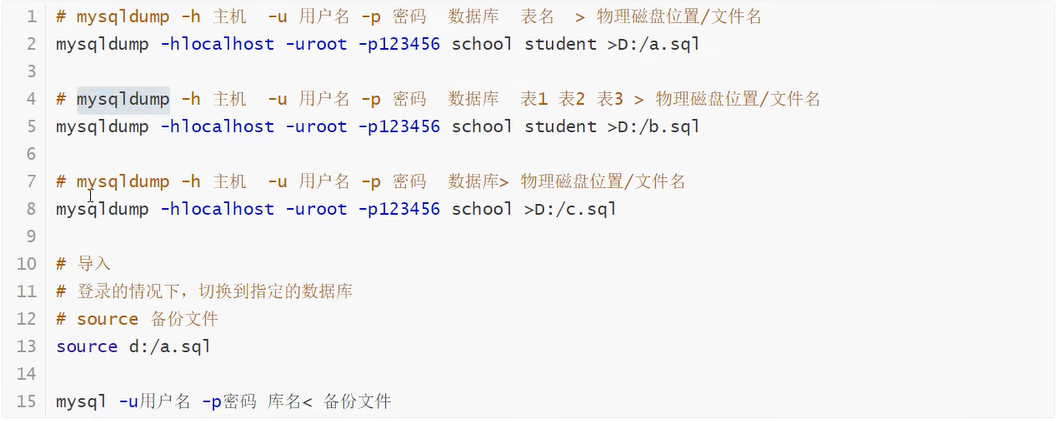 1 # mysqldump -h 主机 -u 用户名 -p 密码 数据库 表名 > 物理磁盘位置/文件名
2 mysqldump -hlocalhost -uroot -p123456 school student >D:/a.sql
3
4 # mysqldump -h 主机 -u 用户名 -p 密码 数据库 表1 表2 表3 > 物理磁盘位置/文件名
5 mysqldump -hlocalhost -uroot -p123456 school student >D:/b.sql
6
7 # mysqldump -h 主机 -u 用户名 -p 密码 数据库> 物理磁盘位置/文件名
8 mysqldump -hlocalhost -uroot -p123456 school >D:/c.sql
9
10 # 导入
11 # 登录的情况下，切换到指定的数据库
12 # source 备份文件
13 source d:/a.sql
14
15 mysql -u用户名 -p密码 库名< 备份文件